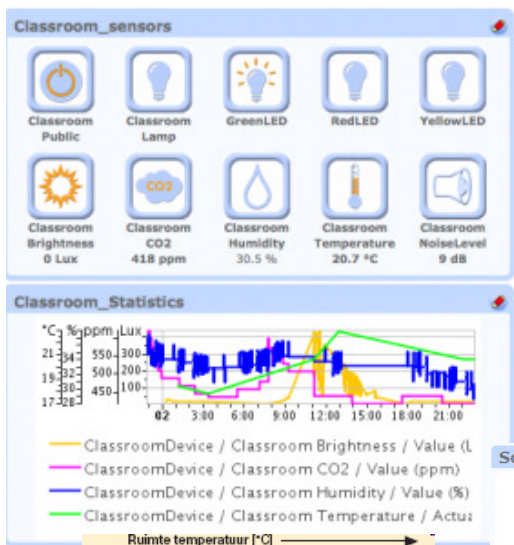 Classroom_sensors
Classroom Public
Classroom Lamp
GreenLED
RedLED
YellowLED
CO2
Classroom Brightness
0 Lux
Classroom CO2
418 ppm
Classroom Humidity
30.5 %
Classroom Temperature
20.7 °C
Classroom NoiseLevel
9 dB
Classroom_Statistics
°C % ppm Lux
21 34 550 300
19 32 500 200
30 450 100
17 28
02 3:00 6:00 9:00 12:00 15:00 18:00 21:00
ClassroomDevice / Classroom Brightness / Value (L
ClassroomDevice / Classroom CO2 / Value (ppm)
ClassroomDevice / Classroom Humidity / Value (%)
ClassroomDevice / Classroom Temperature / Actua
Sc
Ruimte temperatuur [°C]